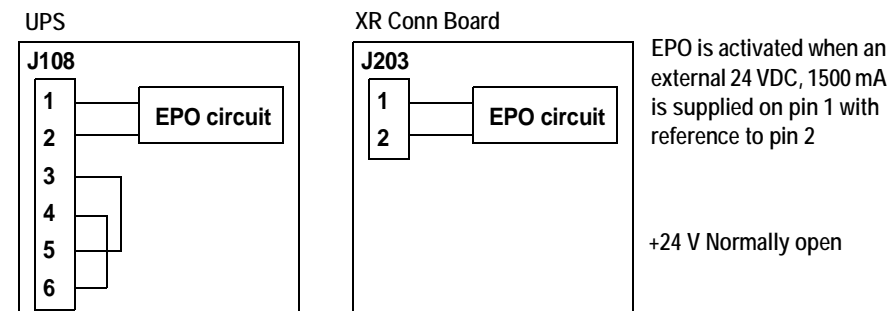 UPS
J108
1
2
3
4
5
6
EPO circuit
XR Conn Board
J203
1
2
EPO circuit
EPO is activated when an
external 24 VDC, 1500 mA
is supplied on pin 1 with
reference to pin 2
+24 V Normally open